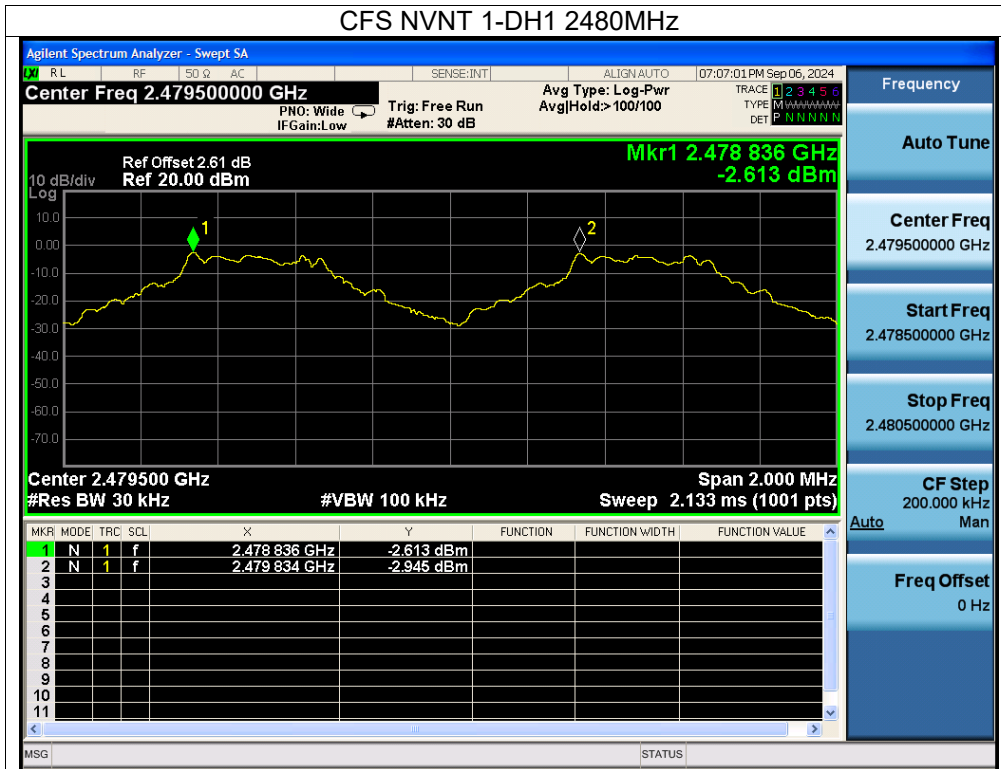 CFS NVNT 1-DH1 2480MHz
Agilent Spectrum Analyzer - Swept SA
LXI RL RF 50 Ω AC SENSE:INT ALIGN AUTO 07:07:01 PM Sep 06, 2024
Center Freq 2.479500000 GHz
PNO: Wide
IFGain:Low
Trig: Free Run
#Atten: 30 dB
Avg Type: Log-Pwr
Avg|Hold:>100/100
TRACE 1 2 3 4 5 6
TYPE M
DET P N N N N N
Ref Offset 2.61 dB
10 dB/div Ref 20.00 dBm
Log
Mkr1 2.478 836 GHz
-2.613 dBm
10.0
0.00
-10.0
-20.0
-30.0
-40.0
-50.0
-60.0
-70.0
1
2
Center 2.479500 GHz Span 2.000 MHz
#Res BW 30 kHz #VBW 100 kHz Sweep 2.133 ms (1001 pts)
MKR MODE TRC SCL X Y FUNCTION FUNCTION WIDTH FUNCTION VALUE
1 N 1 f 2.478 836 GHz -2.613 dBm
2 N 1 f 2.479 834 GHz -2.945 dBm
3
4
5
6
7
8
9
10
11
MSG STATUS
Frequency
Auto Tune
Center Freq
2.479500000 GHz
Start Freq
2.478500000 GHz
Stop Freq
2.480500000 GHz
CF Step
200.000 kHz
Auto Man
Freq Offset
0 Hz